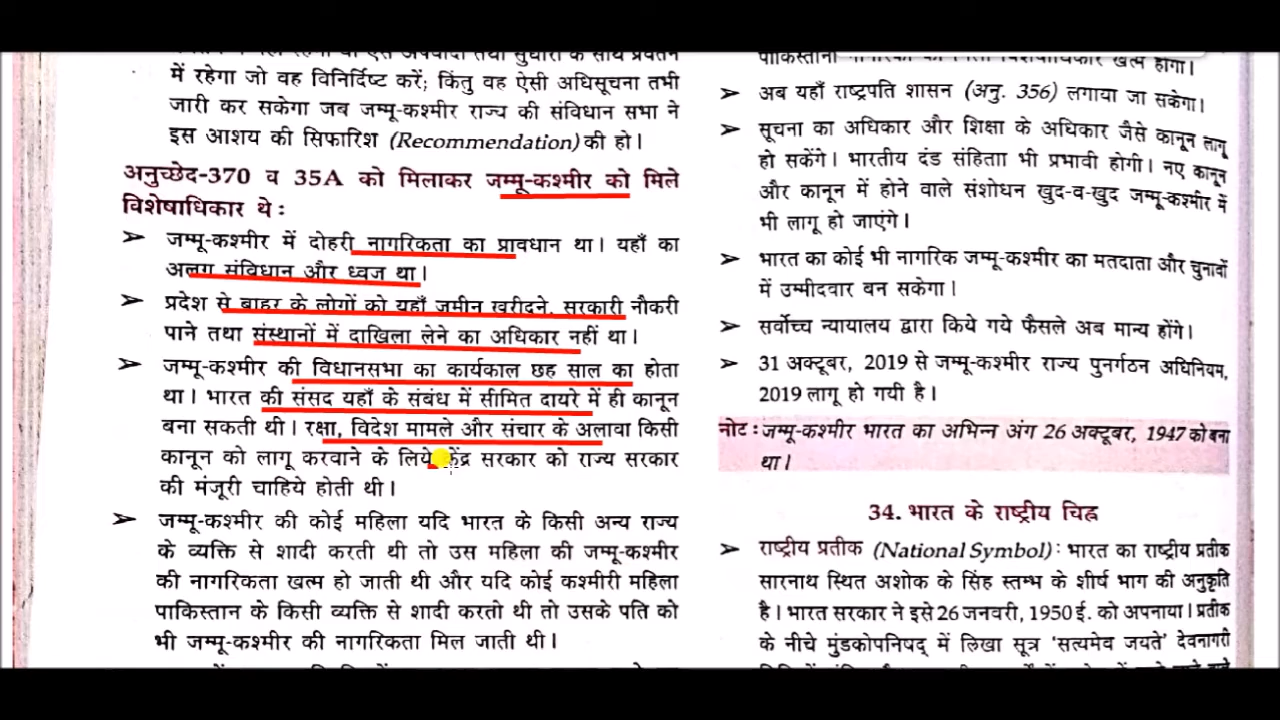 में रहेगा जो वह विनिर्दिष्ट करें; किंतु वह ऐसी अधिसूचना तभी
जारी कर सकेगा जब जम्मू-कश्मीर राज्य की संविधान सभा ने
इस आशय की सिफारिश (Recommendation) की हो।
अनुच्छेद-370 व 35A को मिलाकर जम्मू-कश्मीर को मिले
विशेषाधिकार थे :
➢ जम्मू-कश्मीर में दोहरी नागरिकता का प्रावधान था। यहाँ का
अलग संविधान और ध्वज था।
➢ प्रदेश से बाहर के लोगों को यहाँ जमीन खरीदने, सरकारी नौकरी
पाने तथा संस्थानों में दाखिला लेने का अधिकार नहीं था।
➢ जम्मू-कश्मीर की विधानसभा का कार्यकाल छह साल का होता
था। भारत की संसद यहाँ के संबंध में सीमित दायरे में ही कानून
बना सकती थी। रक्षा, विदेश मामले और संचार के अलावा किसी
कानून को लागू करवाने के लिये केंद्र सरकार को राज्य सरकार
की मंजूरी चाहिये होती थी।
➢ जम्मू-कश्मीर की कोई महिला यदि भारत के किसी अन्य राज्य
के व्यक्ति से शादी करती थी तो उस महिला की जम्मू-कश्मीर
की नागरिकता खत्म हो जाती थी और यदि कोई कश्मीरी महिला
पाकिस्तान के किसी व्यक्ति से शादी करतो थी तो उसके पति को
भी जम्मू-कश्मीर की नागरिकता मिल जाती थी।
➢ अब यहाँ राष्ट्रपति शासन (अनु. 356) लगाया जा सकेगा।
➢ सूचना का अधिकार और शिक्षा के अधिकार जैसे कानून लागू
हो सकेंगे। भारतीय दंड संहिताा भी प्रभावी होगी। नए कानून
और कानून में होने वाले संशोधन खुद-व-खुद जम्मू-कश्मीर में
भी लागू हो जाएंगे।
➢ भारत का कोई भी नागरिक जम्मू-कश्मीर का मतदाता और चुनावों
में उम्मीदवार बन सकेगा।
➢ सर्वोच्च न्यायालय द्वारा किये गये फैसले अब मान्य होंगे।
➢ 31 अक्टूबर, 2019 से जम्मू-कश्मीर राज्य पुनर्गठन अधिनियम,
2019 लागू हो गयी है।
नोट : जम्मू-कश्मीर भारत का अभिन्न अंग 26 अक्टूबर, 1947 को बना
था।
34. भारत के राष्ट्रीय चिह्न
➢ राष्ट्रीय प्रतीक (National Symbol) : भारत का राष्ट्रीय प्रतीक
सारनाथ स्थित अशोक के सिंह स्तम्भ के शीर्ष भाग की अनुकृति
है। भारत सरकार ने इसे 26 जनवरी, 1950 ई. को अपनाया। प्रतीक
के नीचे मुंडकोपनिषद् में लिखा सूत्र 'सत्यमेव जयते' देवनागरी